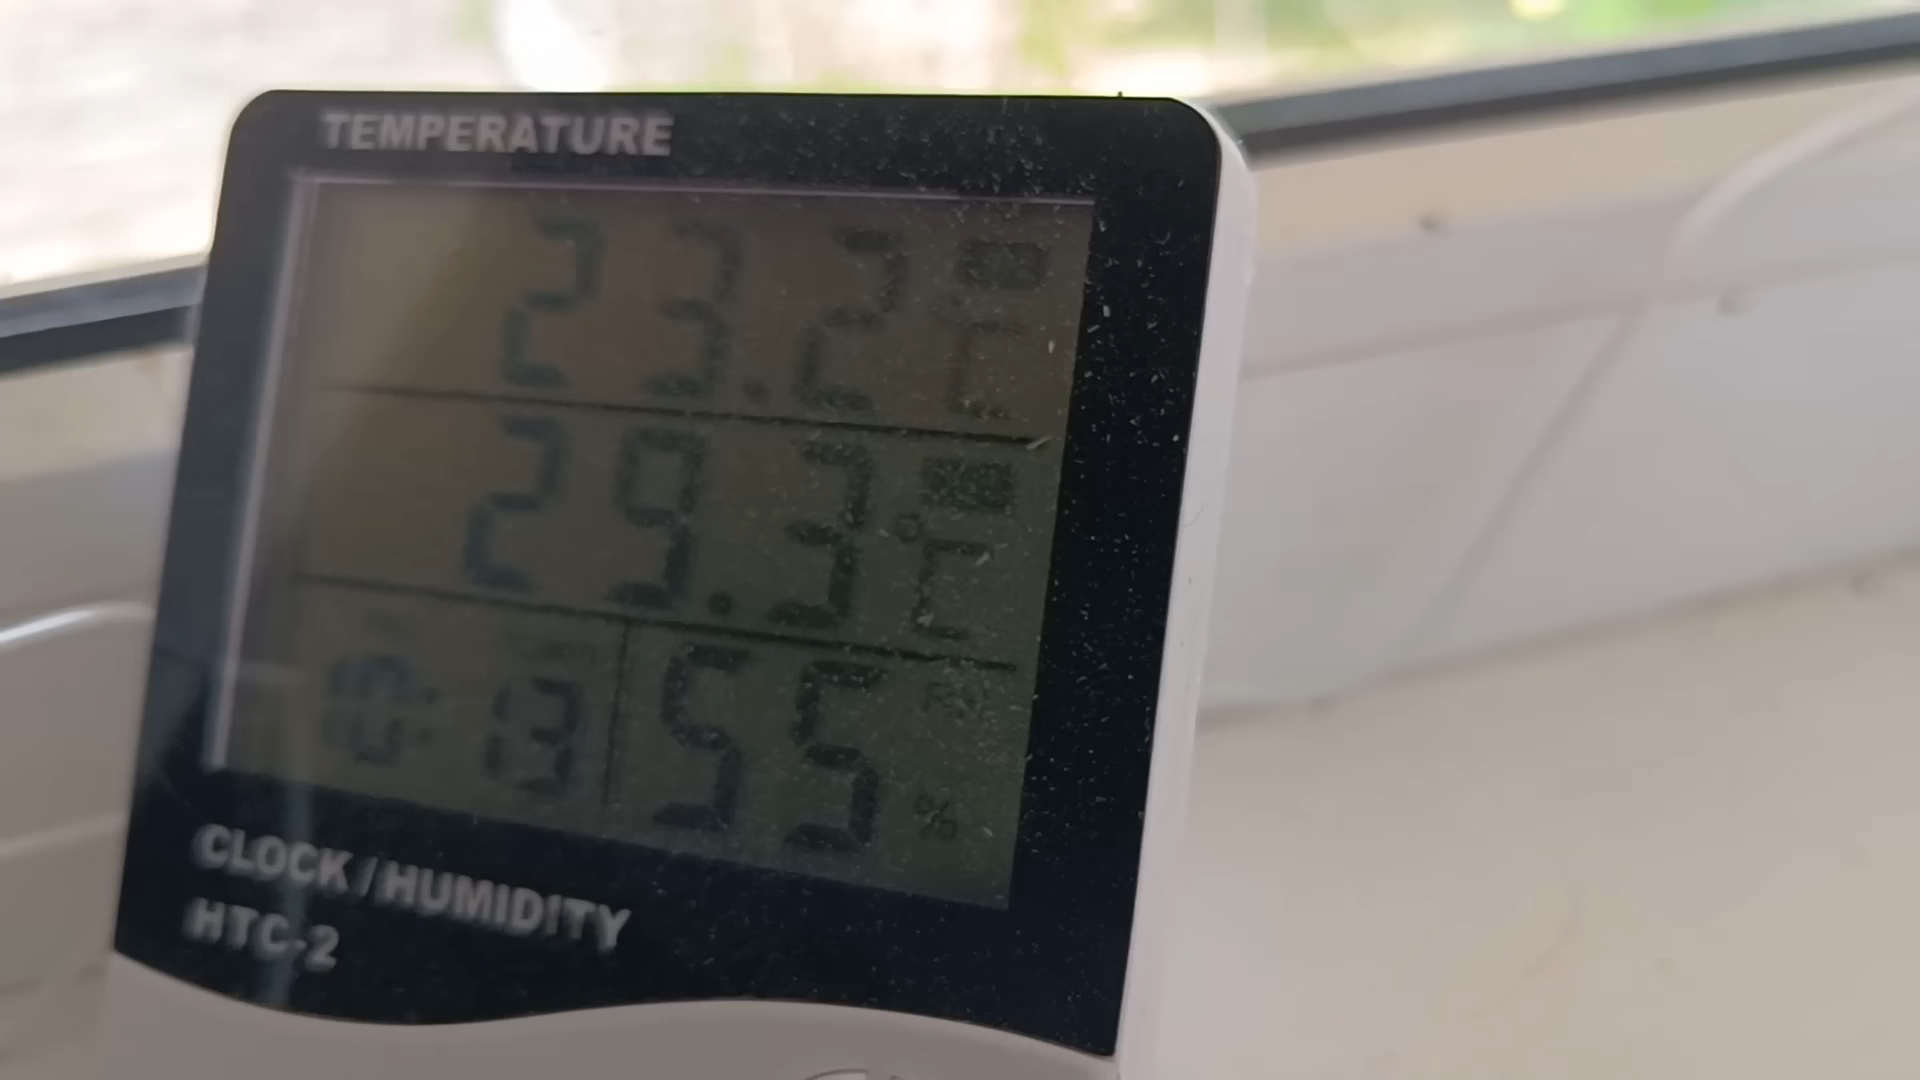 TEMPERATURE
23.2 °C
29.3 °C
10:13
55 %
CLOCK / HUMIDITY
HTC-2